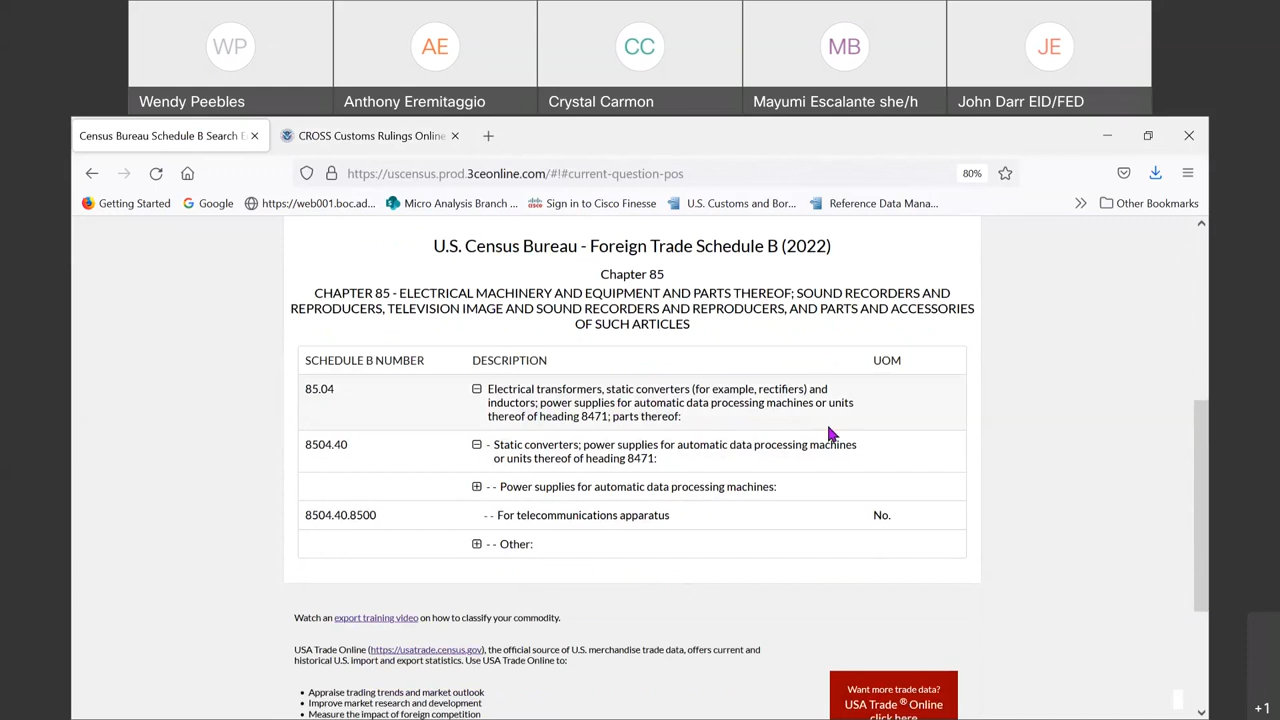 WP
AE
CC
MB
JE
Wendy Peebles
Anthony Eremitaggio
Crystal Carmon
Mayumi Escalante she/h
John Darr EID/FED
Census Bureau Schedule B Search E
CROSS Customs Rulings Online
https://uscensus.prod.3ceonline.com/#!#current-question-pos
80%
Getting Started
Google
https://web001.boc.ad...
Micro Analysis Branch ...
Sign in to Cisco Finesse
U.S. Customs and Bor...
Reference Data Mana...
Other Bookmarks
U.S. Census Bureau - Foreign Trade Schedule B (2022)
Chapter 85
CHAPTER 85 - ELECTRICAL MACHINERY AND EQUIPMENT AND PARTS THEREOF; SOUND RECORDERS AND
REPRODUCERS, TELEVISION IMAGE AND SOUND RECORDERS AND REPRODUCERS, AND PARTS AND ACCESSORIES
OF SUCH ARTICLES
SCHEDULE B NUMBER DESCRIPTION UOM
85.04 Electrical transformers, static converters (for example, rectifiers) and
inductors; power supplies for automatic data processing machines or units
thereof of heading 8471; parts thereof:
8504.40 - Static converters; power supplies for automatic data processing machines
or units thereof of heading 8471:
- - Power supplies for automatic data processing machines:
8504.40.8500 - - For telecommunications apparatus No.
- - Other:
Watch an export training video on how to classify your commodity.
USA Trade Online (https://usatrade.census.gov), the official source of U.S. merchandise trade data, offers current and
historical U.S. import and export statistics. Use USA Trade Online to:
• Appraise trading trends and market outlook
• Improve market research and development
• Measure the impact of foreign competition
Want more trade data?
USA Trade ® Online
click here
+1